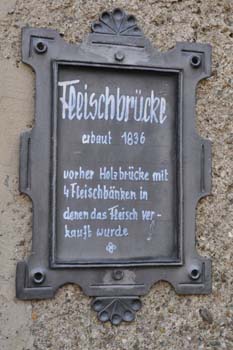 Fleischbrücke
erbaut 1836
vorher Holzbrücke mit
4 Fleischbänken in
denen das Fleisch ver-
kauft wurde